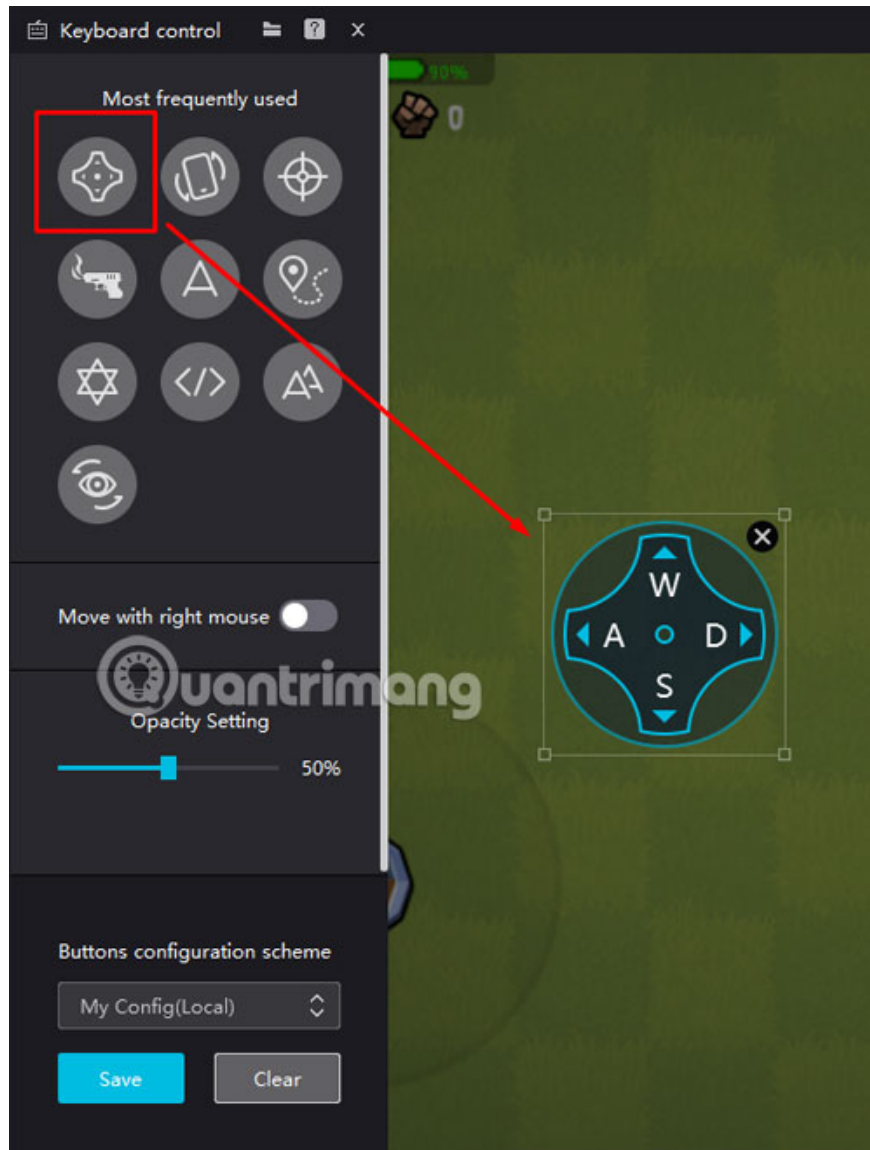 Keyboard control
Most frequently used
90%
0
W
A D
S
Move with right mouse
Quantrimang
Opacity Setting
50%
Buttons configuration scheme
My Config(Local)
Save Clear